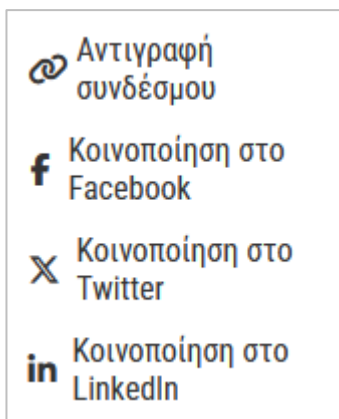 Αντιγραφή
συνδέσμου
Κοινοποίηση στο
Facebook
Κοινοποίηση στο
Twitter
Κοινοποίηση στο
LinkedIn